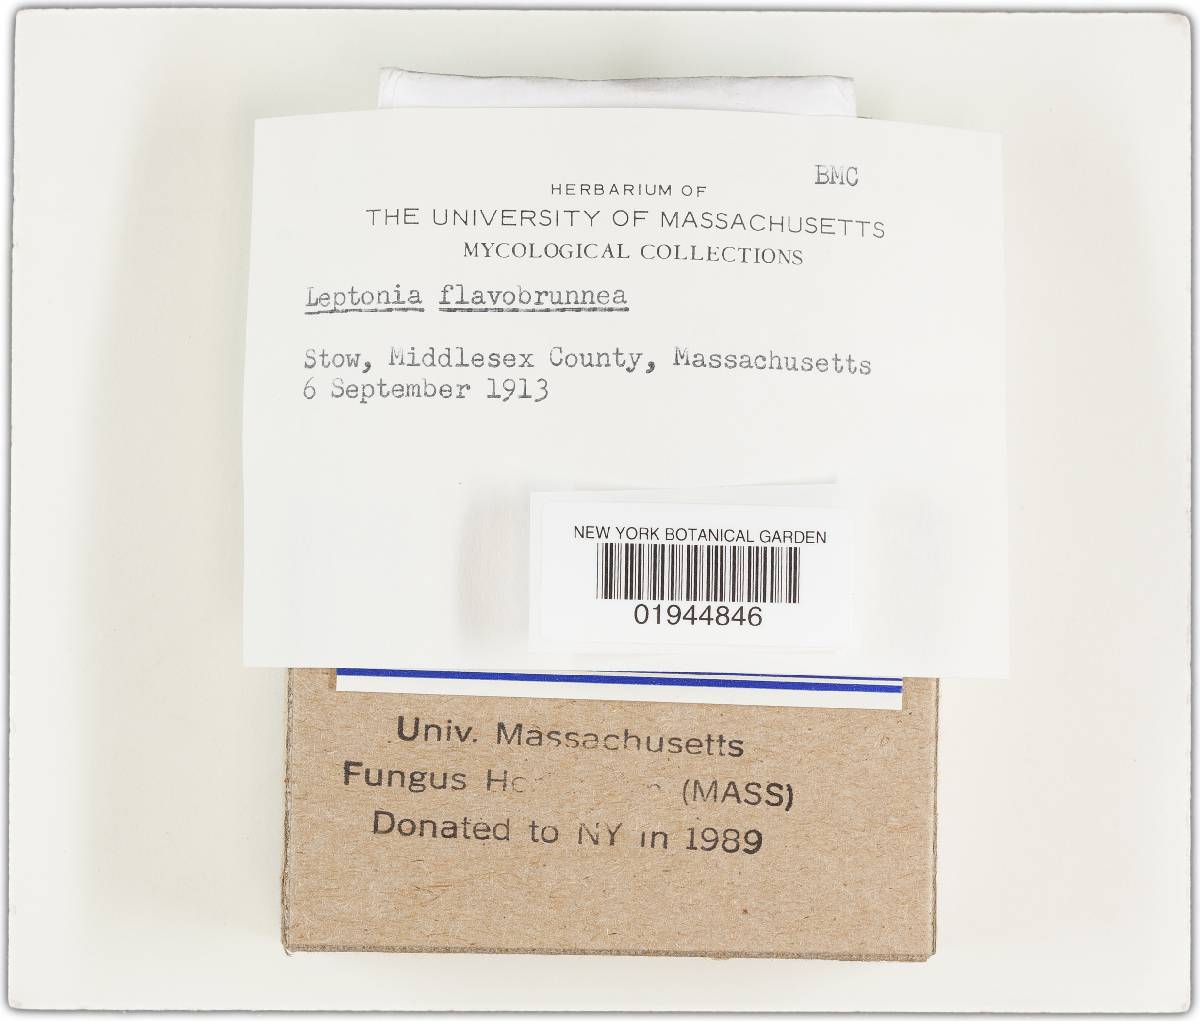 BMC
HERBARIUM OF
THE UNIVERSITY OF MASSACHUSETTS
MYCOLOGICAL COLLECTIONS
Leptonia flavobrunnea
Stow, Middlesex County, Massachusetts
6 September 1913
NEW YORK BOTANICAL GARDEN
01944846
Univ. Massachusetts
Fungus (MASS)
Donated to NY in 1989